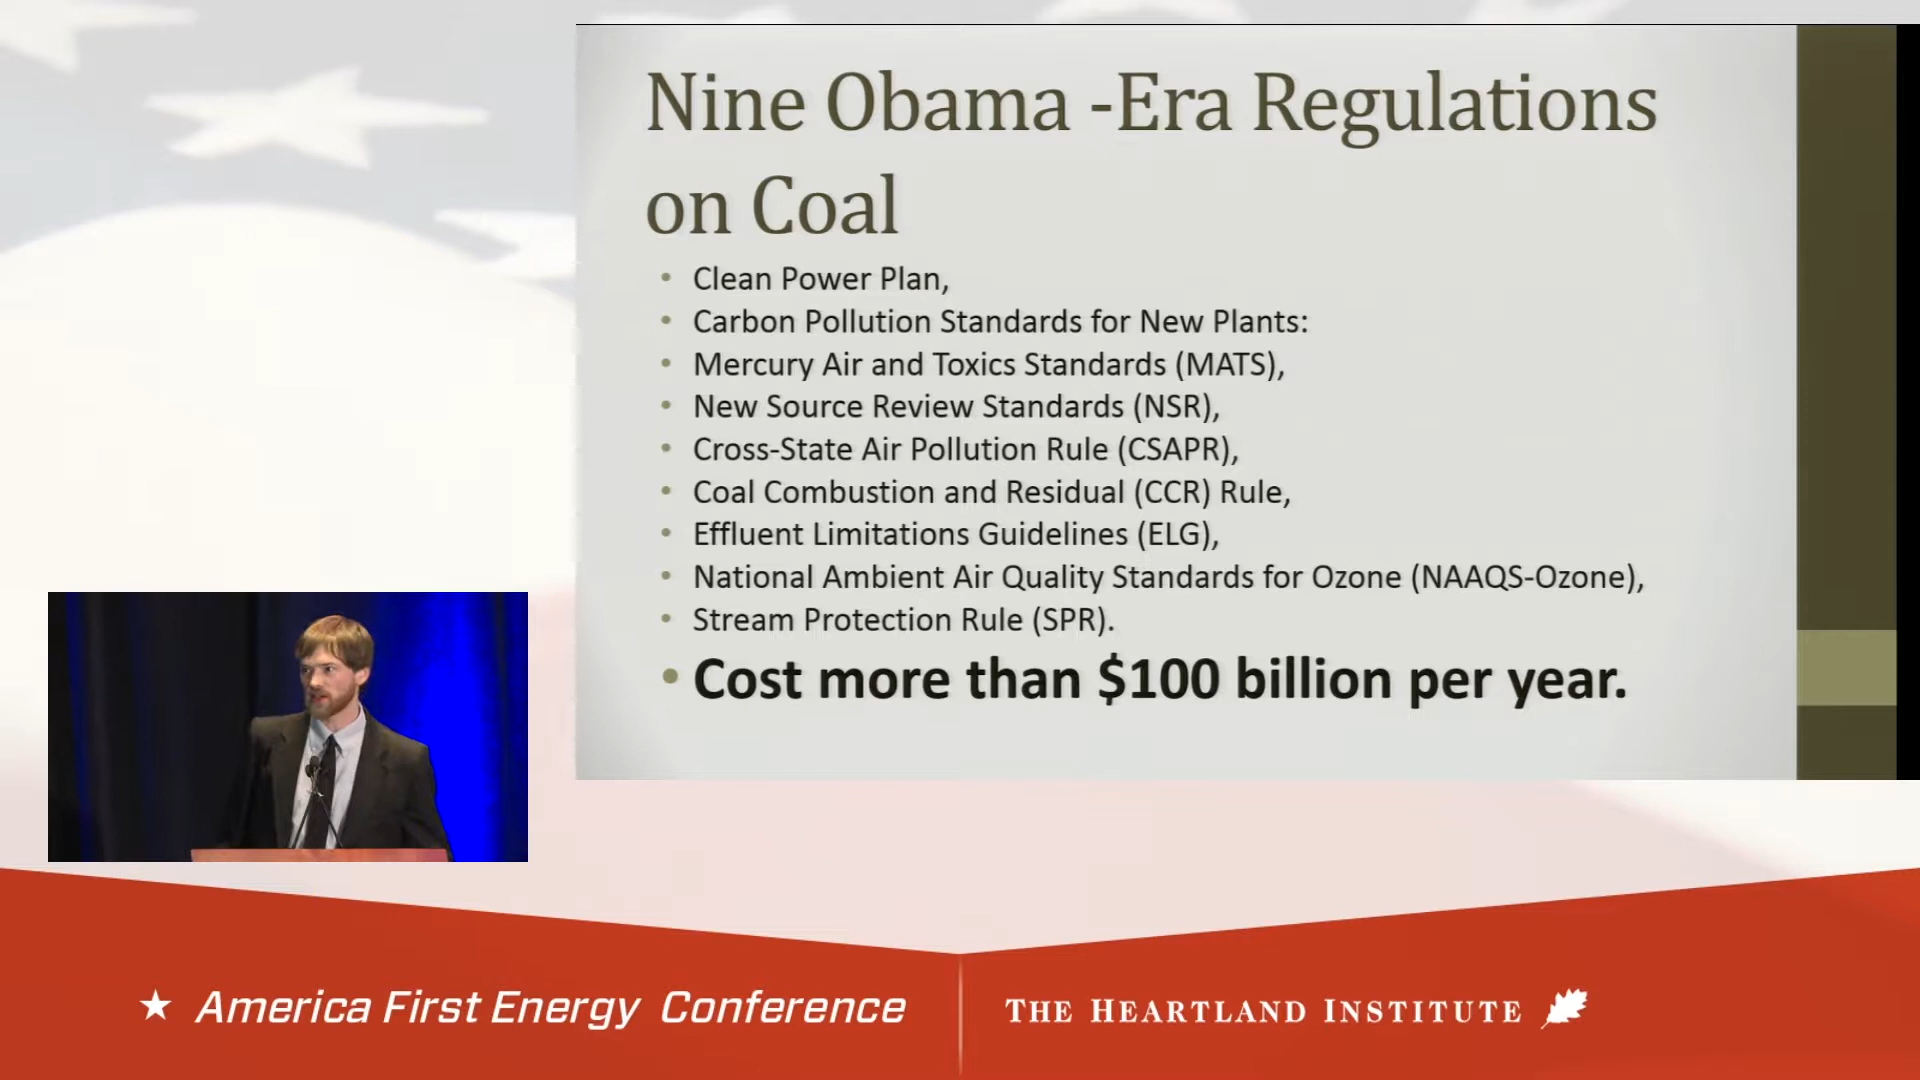 Nine Obama -Era Regulations
on Coal
• Clean Power Plan,
• Carbon Pollution Standards for New Plants:
• Mercury Air and Toxics Standards (MATS),
• New Source Review Standards (NSR),
• Cross-State Air Pollution Rule (CSAPR),
• Coal Combustion and Residual (CCR) Rule,
• Effluent Limitations Guidelines (ELG),
• National Ambient Air Quality Standards for Ozone (NAAQS-Ozone),
• Stream Protection Rule (SPR).
• Cost more than $100 billion per year.
America First Energy Conference
THE HEARTLAND INSTITUTE